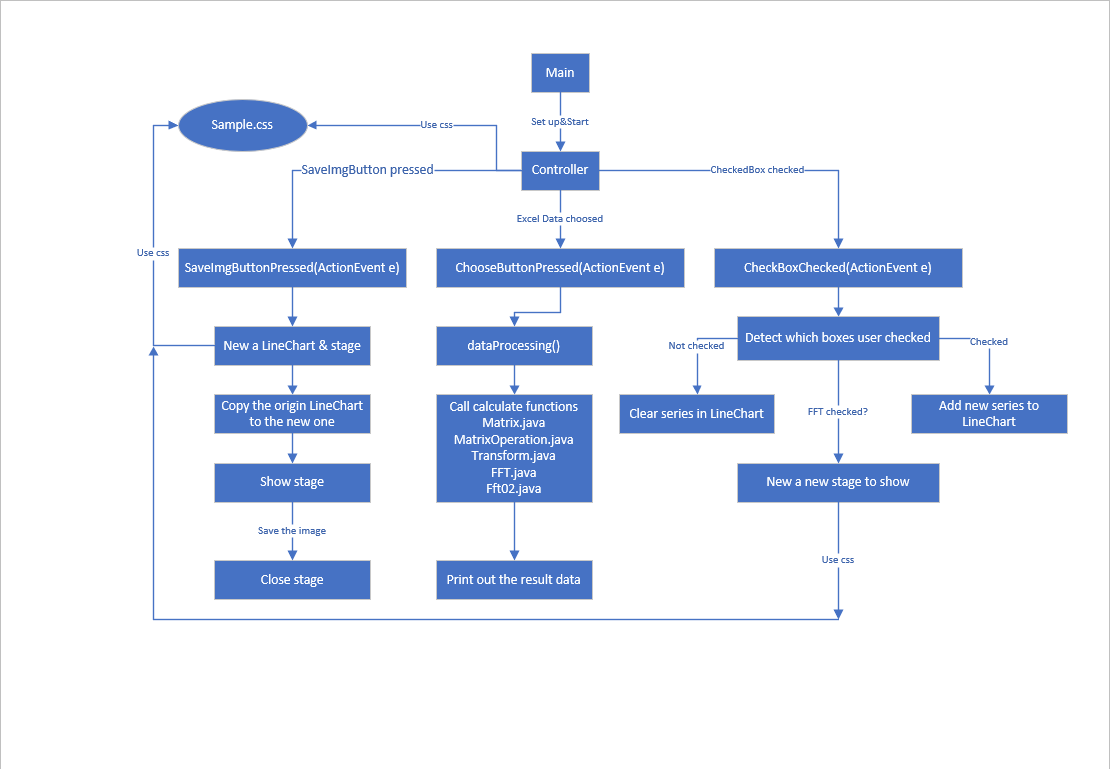 Main
Sample.css
Use css
Set up&Start
SaveImgButton pressed
Controller
CheckedBox checked
Excel Data choosed
Use css
SaveImgButtonPressed(ActionEvent e)
ChooseButtonPressed(ActionEvent e)
CheckBoxChecked(ActionEvent e)
New a LineChart & stage
dataProcessing()
Detect which boxes user checked
Not checked
Checked
Copy the origin LineChart
to the new one
Call calculate functions
Matrix.java
MatrixOperation.java
Transform.java
FFT.java
Fft02.java
Clear series in LineChart
FFT checked?
Add new series to
LineChart
Show stage
New a new stage to show
Save the image
Use css
Close stage
Print out the result data